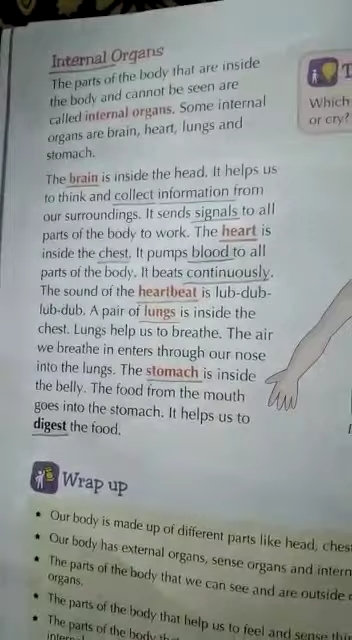 Internal Organs
The parts of the body that are inside
the body and cannot be seen are
called internal organs. Some internal
organs are brain, heart, lungs and
stomach.
The brain is inside the head. It helps us
to think and collect information from
our surroundings. It sends signals to all
parts of the body to work. The heart is
inside the chest. It pumps blood to all
parts of the body. It beats continuously.
The sound of the heartbeat is lub-dub-
lub-dub. A pair of lungs is inside the
chest. Lungs help us to breathe. The air
we breathe in enters through our nose
into the lungs. The stomach is inside
the belly. The food from the mouth
goes into the stomach. It helps us to
digest the food.
T
Which
or cry?
Wrap up
• Our body is made up of different parts like head, ches
• Our body has external organs, sense organs and intern
• The parts of the body that we can see and are outside
organs.
• The parts of the body that help us to feel and sense th
• The parts of the body